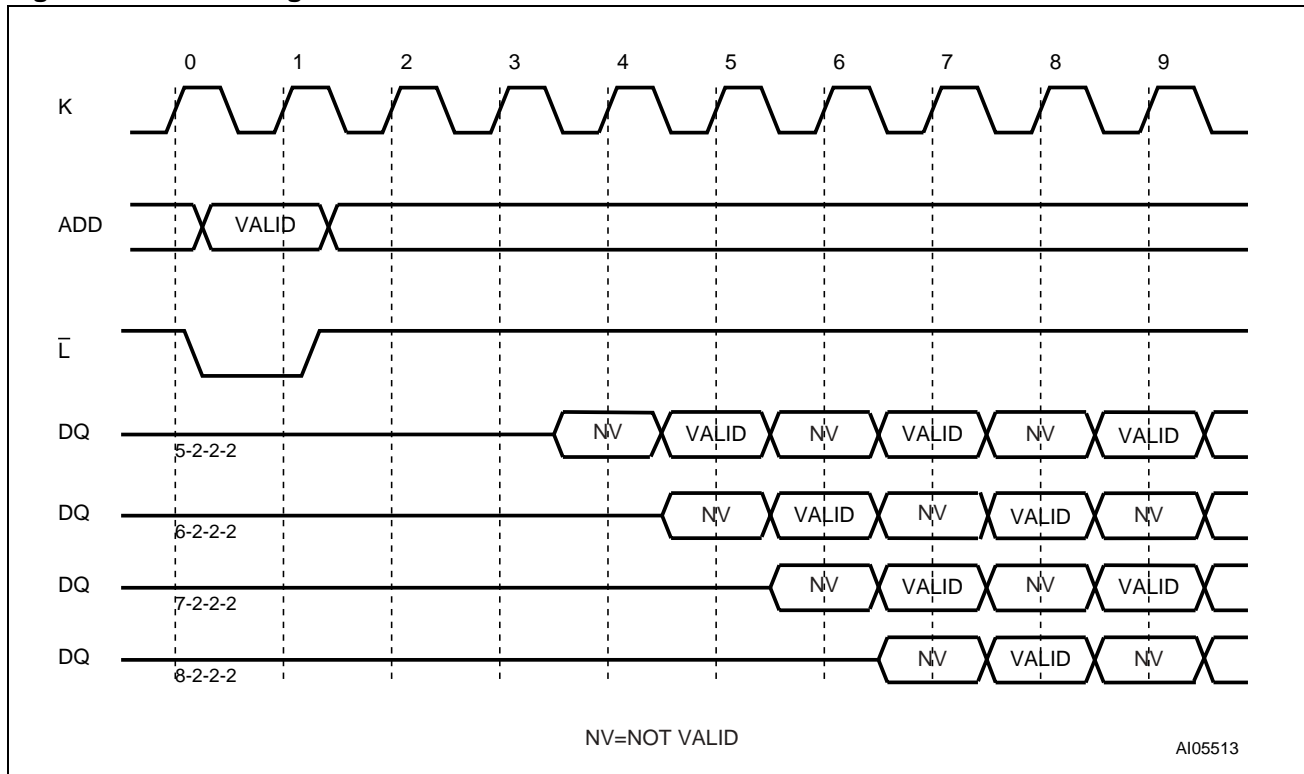 0 1 2 3 4 5 6 7 8 9
K
ADD VALID
L
DQ NV VALID NV VALID NV VALID
5-2-2-2
DQ NV VALID NV VALID NV
6-2-2-2
DQ NV VALID NV VALID
7-2-2-2
DQ NV VALID NV
8-2-2-2
NV=NOT VALID
AI05513